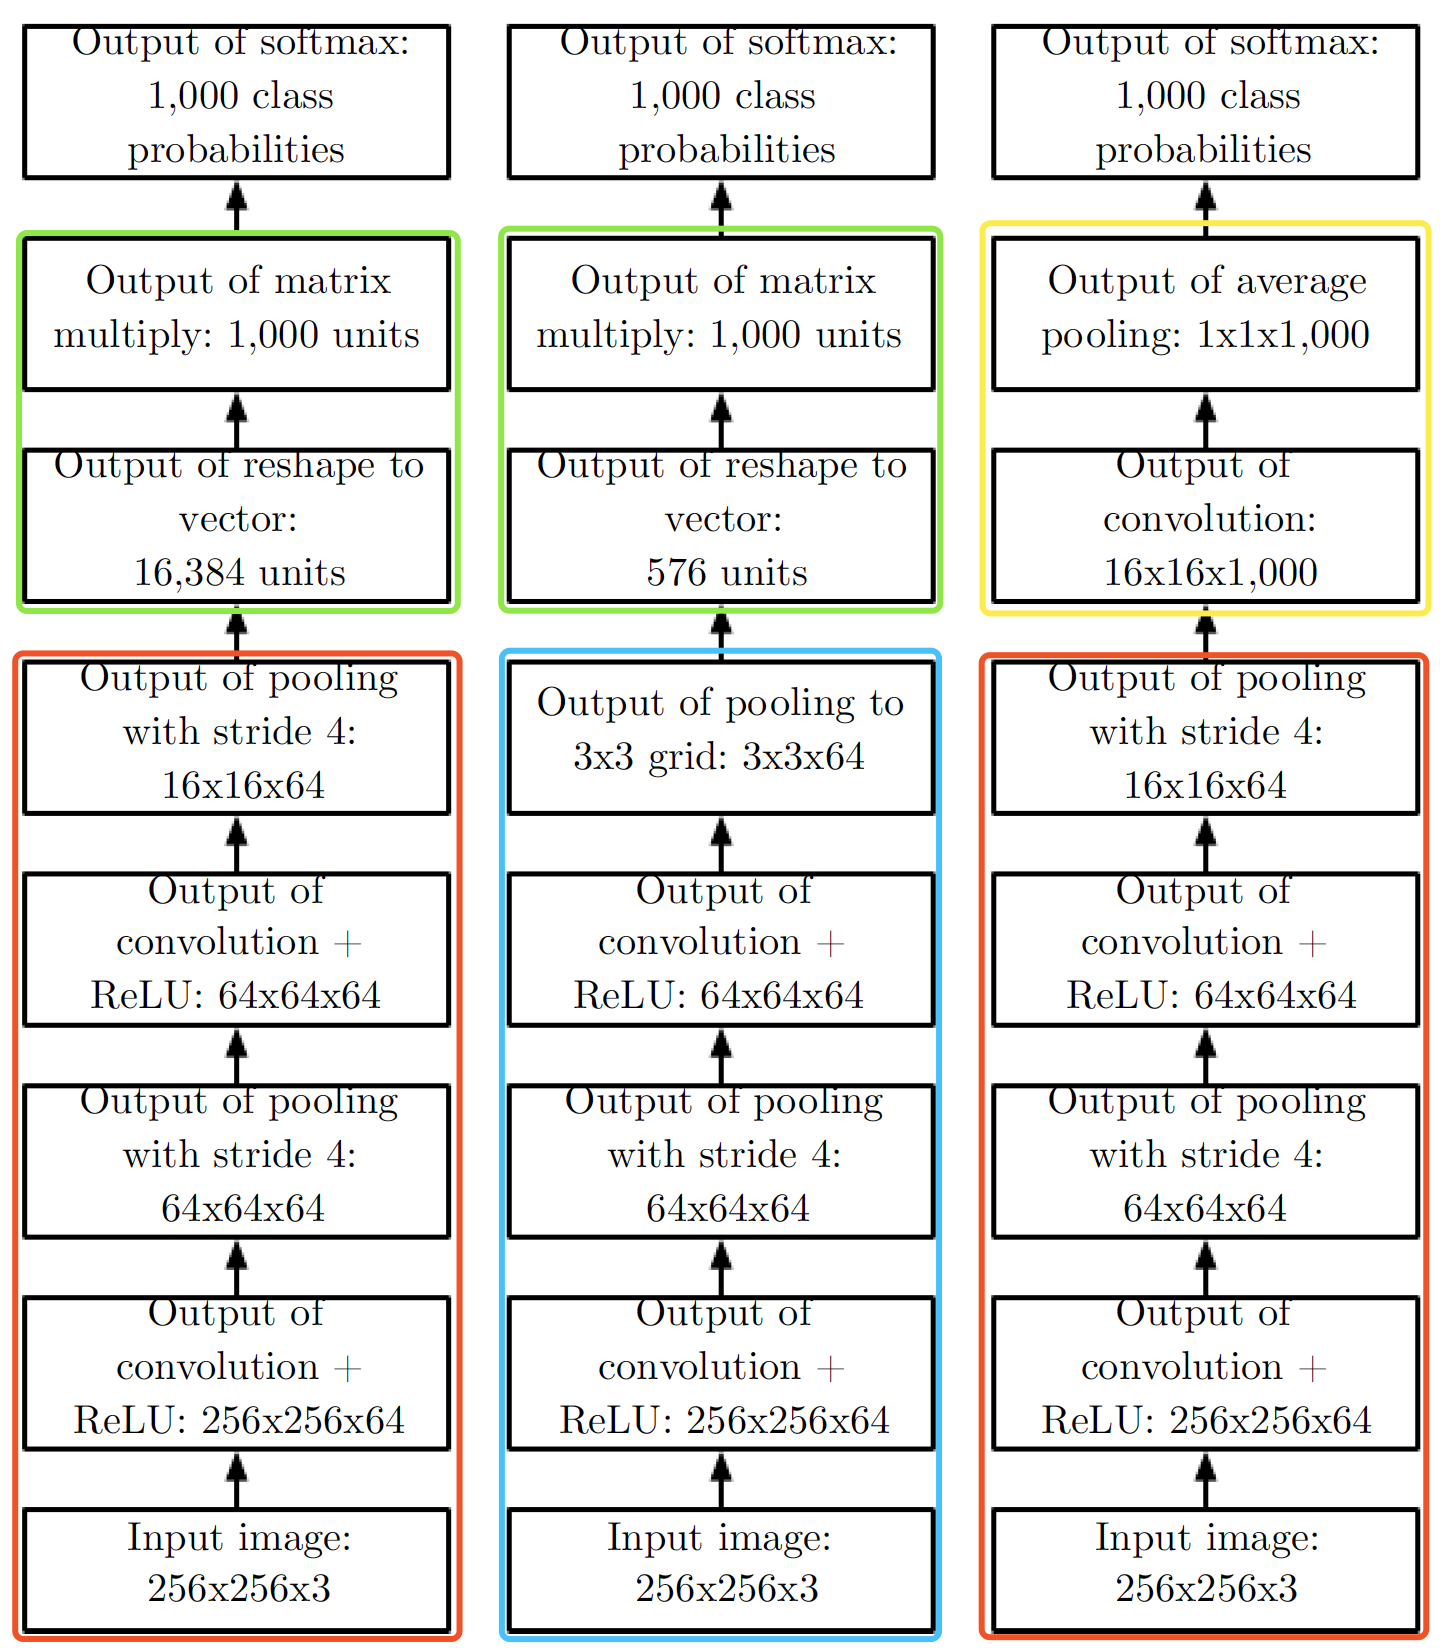 Output of softmax:
1,000 class
probabilities
Output of matrix
multiply: 1,000 units
Output of reshape to
vector:
16,384 units
Output of pooling
with stride 4:
16x16x64
Output of
convolution +
ReLU: 64x64x64
Output of pooling
with stride 4:
64x64x64
Output of
convolution +
ReLU: 256x256x64
Input image:
256x256x3
Output of softmax:
1,000 class
probabilities
Output of matrix
multiply: 1,000 units
Output of reshape to
vector:
576 units
Output of pooling to
3x3 grid: 3x3x64
Output of
convolution +
ReLU: 64x64x64
Output of pooling
with stride 4:
64x64x64
Output of
convolution +
ReLU: 256x256x64
Input image:
256x256x3
Output of softmax:
1,000 class
probabilities
Output of average
pooling: 1x1x1,000
Output of
convolution:
16x16x1,000
Output of pooling
with stride 4:
16x16x64
Output of
convolution +
ReLU: 64x64x64
Output of pooling
with stride 4:
64x64x64
Output of
convolution +
ReLU: 256x256x64
Input image:
256x256x3